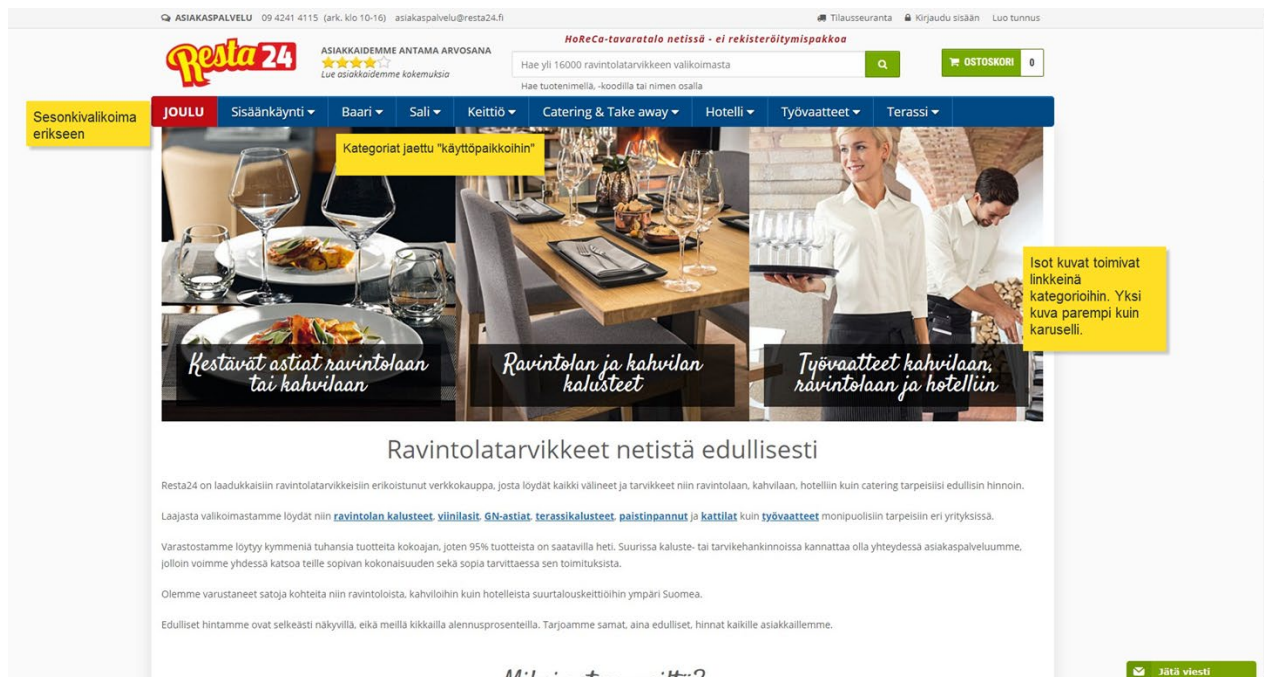 ASIAKASPALVELU 09 4241 4115 (ark. klo 10-16) asiakaspalvelu@resta24.fi
Tilausseuranta Kirjaudu sisään Luo tunnus
Resta 24
ASIAKKAIDEMME ANTAMA ARVOSANA
Lue asiakkaidemme kokemuksia
HoReCa-tavaratalo netissä - ei rekisteröitymispakkoa
Hae yli 16000 ravintolatarvikkeen valikoimasta
Hae tuotenimellä, -koodilla tai nimen osalla
OSTOSKORI 0
Sesonkivalikoima
erikseen
JOULU Sisäänkäynti Baari Sali Keittiö Catering & Take away Hotelli Työvaatteet Terassi
Kategoriat jaettu "käyttöpaikkoihin"
Isot kuvat toimivat
linkkeinä
kategorioihin. Yksi
kuva parempi kuin
karuselli.
Kestävät astiat ravintolaan
tai kahvilaan
Ravintolan ja kahvilan
kalusteet
Työvaatteet kahvilaan,
ravintolaan ja hotelliin
Ravintolatarvikkeet netistä edullisesti
Resta24 on laadukkaisiin ravintolatarvikkeisiin erikoistunut verkkokauppa, josta löydät kaikki välineet ja tarvikkeet niin ravintolaan, kahvilaan, hotelliin kuin catering tarpeisiisi edullisin hinnoin.
Laajasta valikoimastamme löydät niin ravintolan kalusteet, viinilasit, GN-astiat, terassikalusteet, paistinpannut ja kattilat kuin työvaatteet monipuolisiin tarpeisiin eri yrityksissä.
Varastostamme löytyy kymmeniä tuhansia tuotteita kokoajan, joten 95% tuotteista on saatavilla heti. Suurissa kaluste- tai tarvikehankinnoissa kannattaa olla yhteydessä asiakaspalveluumme,
jolloin voimme yhdessä katsoa teille sopivan kokonaisuuden sekä sopia tarvittaessa sen toimituksista.
Olemme varustaneet satoja kohteita niin ravintoloista, kahviloihin kuin hotelleista suurtalouskeittiöihin ympäri Suomea.
Edulliset hintamme ovat selkeästi näkyvillä, eikä meillä kikkailla alennusprosenteilla. Tarjoamme samat, aina edulliset, hinnat kaikille asiakkaillemme.
Jätä viesti